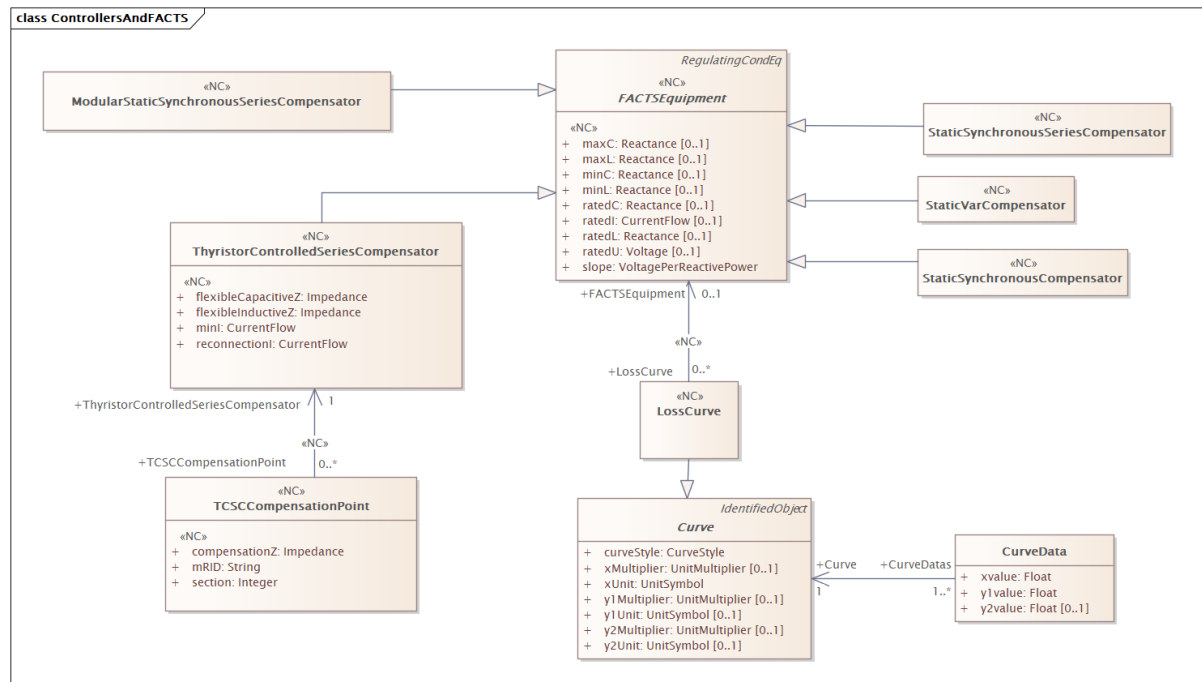 class ControllersAndFACTS
«NC»
ModularStaticSynchronousSeriesCompensator
RegulatingCondEq
«NC»
FACTSEquipment
«NC»
+ maxC: Reactance [0..1]
+ maxL: Reactance [0..1]
+ minC: Reactance [0..1]
+ minL: Reactance [0..1]
+ ratedC: Reactance [0..1]
+ ratedI: CurrentFlow [0..1]
+ ratedL: Reactance [0..1]
+ ratedU: Voltage [0..1]
+ slope: VoltagePerReactivePower
«NC»
StaticSynchronousSeriesCompensator
«NC»
StaticVarCompensator
«NC»
StaticSynchronousCompensator
«NC»
ThyristorControlledSeriesCompensator
«NC»
+ flexibleCapacitiveZ: Impedance
+ flexibleInductiveZ: Impedance
+ minI: CurrentFlow
+ reconnectionI: CurrentFlow
+FACTSEquipment 0..1
«NC»
+LossCurve 0..*
«NC»
LossCurve
+ThyristorControlledSeriesCompensator 1
«NC»
+TCSCCompensationPoint 0..*
«NC»
TCSCCompensationPoint
«NC»
+ compensationZ: Impedance
+ mRID: String
+ section: Integer
IdentifiedObject
Curve
+ curveStyle: CurveStyle
+ xMultiplier: UnitMultiplier [0..1]
+ xUnit: UnitSymbol
+ y1Multiplier: UnitMultiplier [0..1]
+ y1Unit: UnitSymbol [0..1]
+ y2Multiplier: UnitMultiplier [0..1]
+ y2Unit: UnitSymbol [0..1]
+Curve +CurveDatas
1 1..*
CurveData
+ xvalue: Float
+ y1value: Float
+ y2value: Float [0..1]